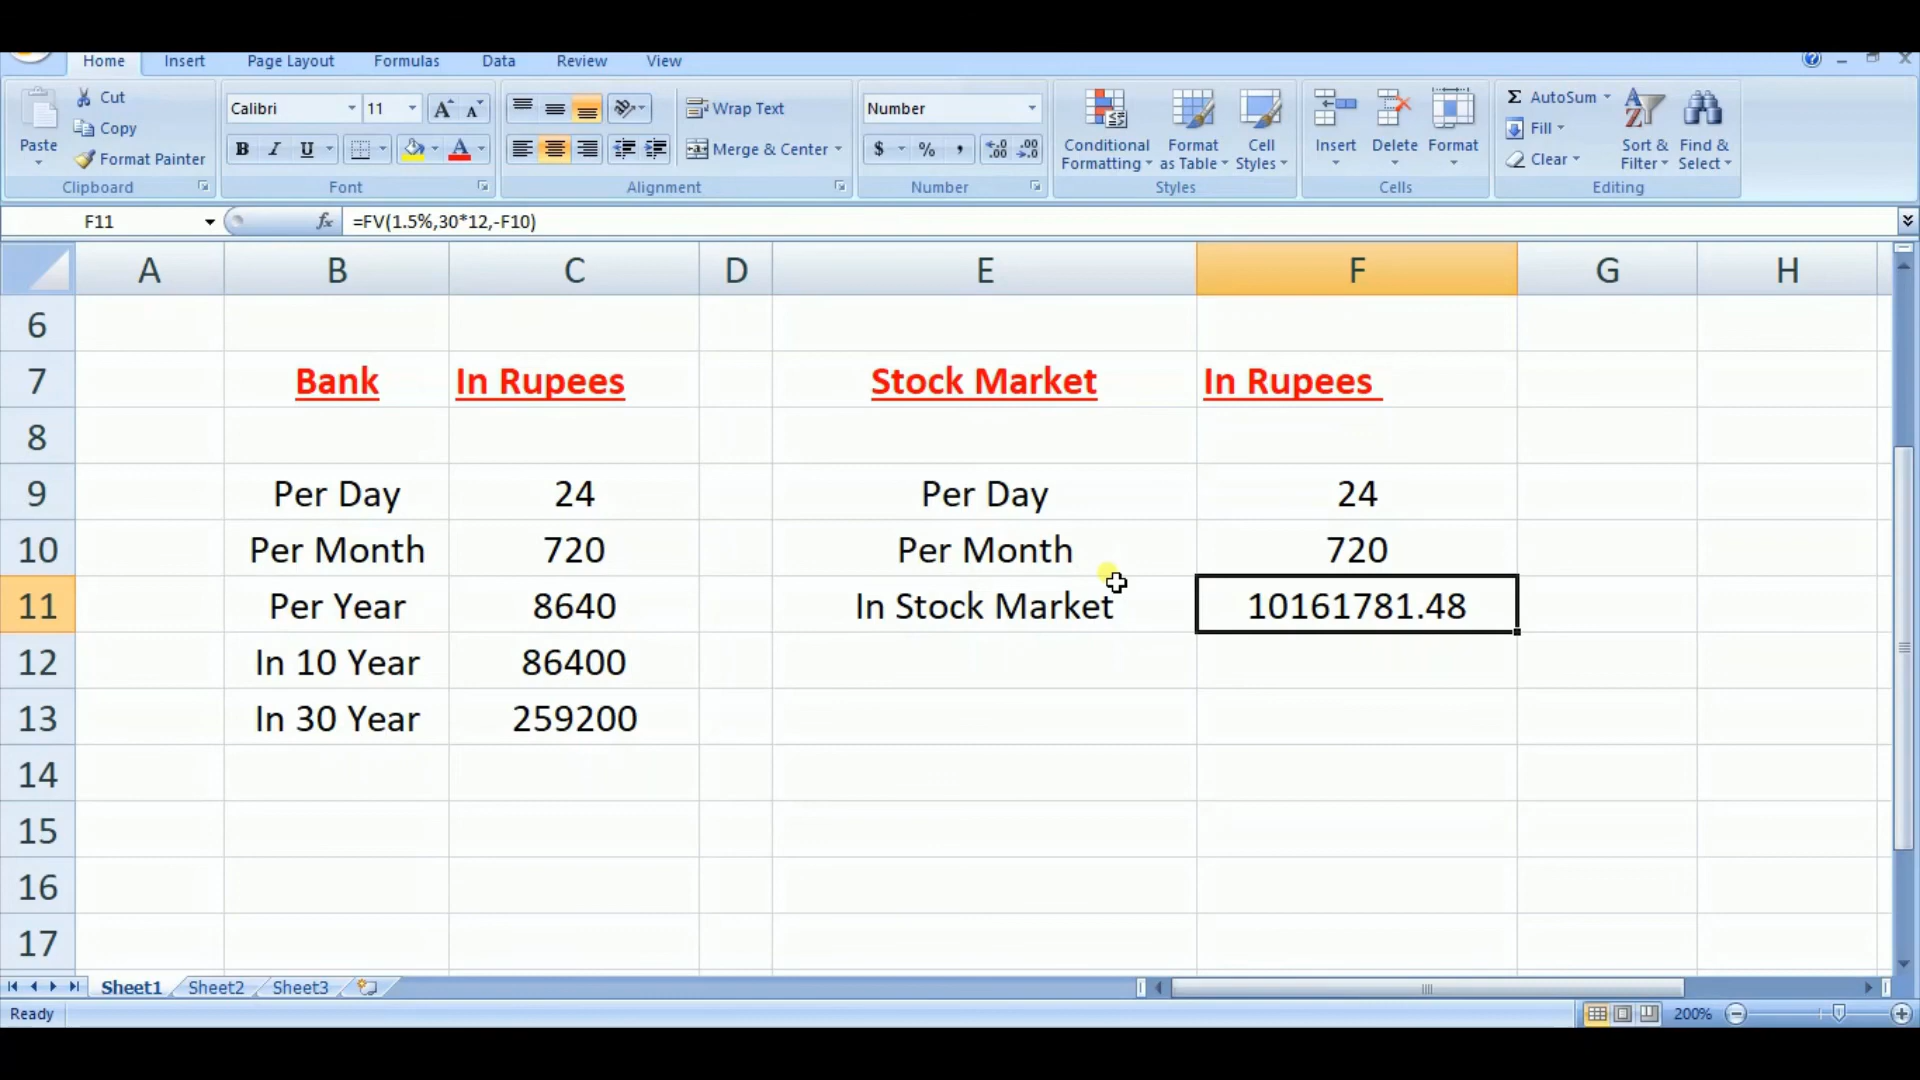 Home Insert Page Layout Formulas Data Review View
Paste
Cut
Copy
Format Painter
Clipboard
Calibri 11
B I U
Font
Wrap Text
Merge & Center
Alignment
Number
$ % ,
Number
Conditional Formatting
Format as Table
Cell Styles
Styles
Insert Delete Format
Cells
Σ AutoSum
Fill
Clear
Sort & Filter
Find & Select
Editing
F11 fx =FV(1.5%,30*12,-F10)
A B C D E F G H
6
7 Bank In Rupees Stock Market In Rupees
8
9 Per Day 24 Per Day 24
10 Per Month 720 Per Month 720
11 Per Year 8640 In Stock Market 10161781.48
12 In 10 Year 86400
13 In 30 Year 259200
14
15
16
17
Sheet1 Sheet2 Sheet3
Ready 200%